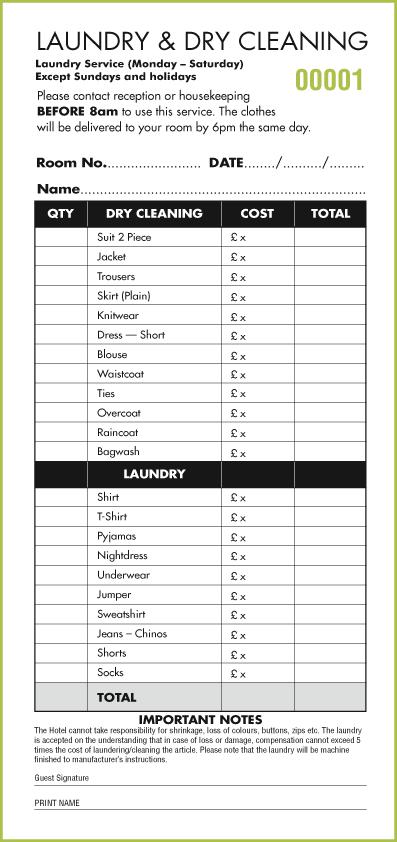 LAUNDRY & DRY CLEANING
Laundry Service (Monday – Saturday)
Except Sundays and holidays
00001
Please contact reception or housekeeping
BEFORE 8am to use this service. The clothes
will be delivered to your room by 6pm the same day.
Room No........................ DATE......../........../.........
Name.......................................................................
QTY DRY CLEANING COST TOTAL
Suit 2 Piece £ x
Jacket £ x
Trousers £ x
Skirt (Plain) £ x
Knitwear £ x
Dress — Short £ x
Blouse £ x
Waistcoat £ x
Ties £ x
Overcoat £ x
Raincoat £ x
Bagwash £ x
LAUNDRY
Shirt £ x
T-Shirt £ x
Pyjamas £ x
Nightdress £ x
Underwear £ x
Jumper £ x
Sweatshirt £ x
Jeans – Chinos £ x
Shorts £ x
Socks £ x
TOTAL
IMPORTANT NOTES
The Hotel cannot take responsibility for shrinkage, loss of colours, buttons, zips etc. The laundry
is accepted on the understanding that in case of loss or damage, compensation cannot exceed 5
times the cost of laundering/cleaning the article. Please note that the laundry will be machine
finished to manufacturer's instructions.
Guest Signature
PRINT NAME